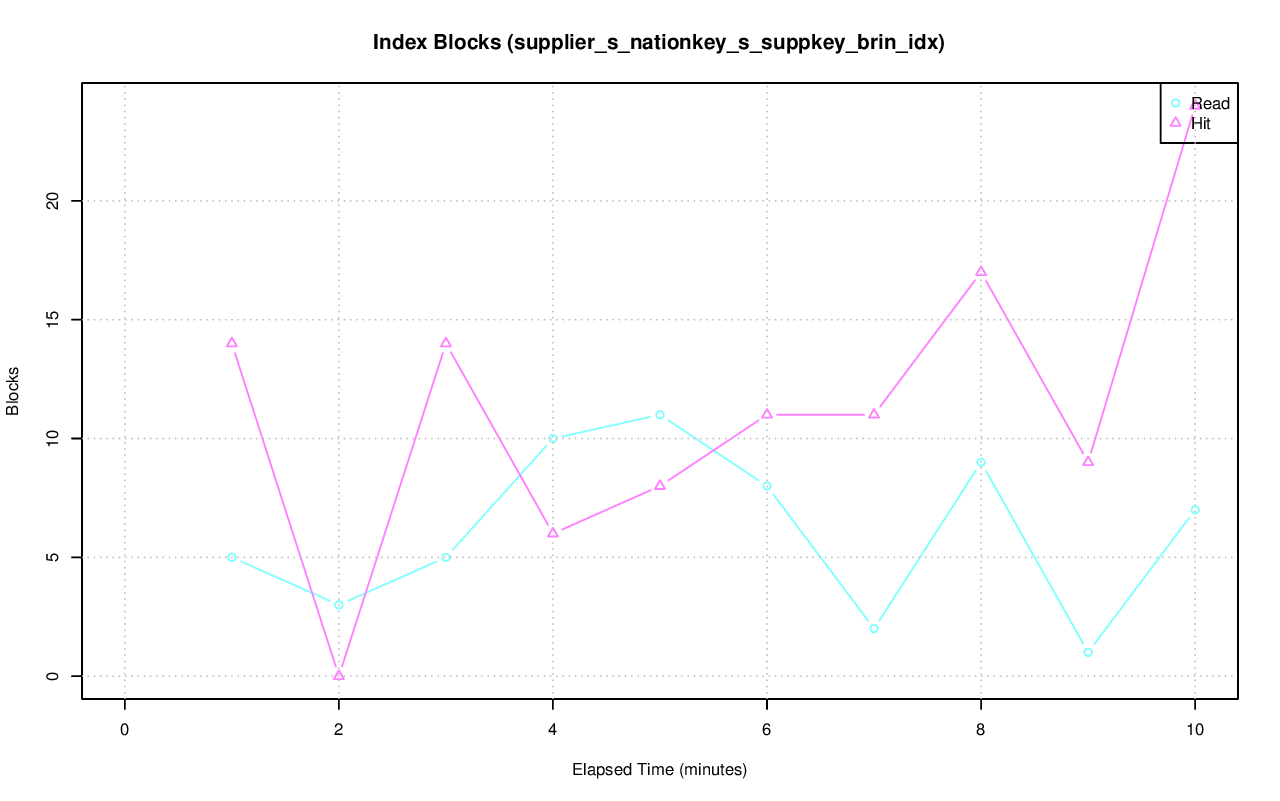 Index Blocks (supplier_s_nationkey_s_suppkey_brin_idx)
Read
Hit
Blocks
20
15
10
5
0
0 2 4 6 8 10
Elapsed Time (minutes)